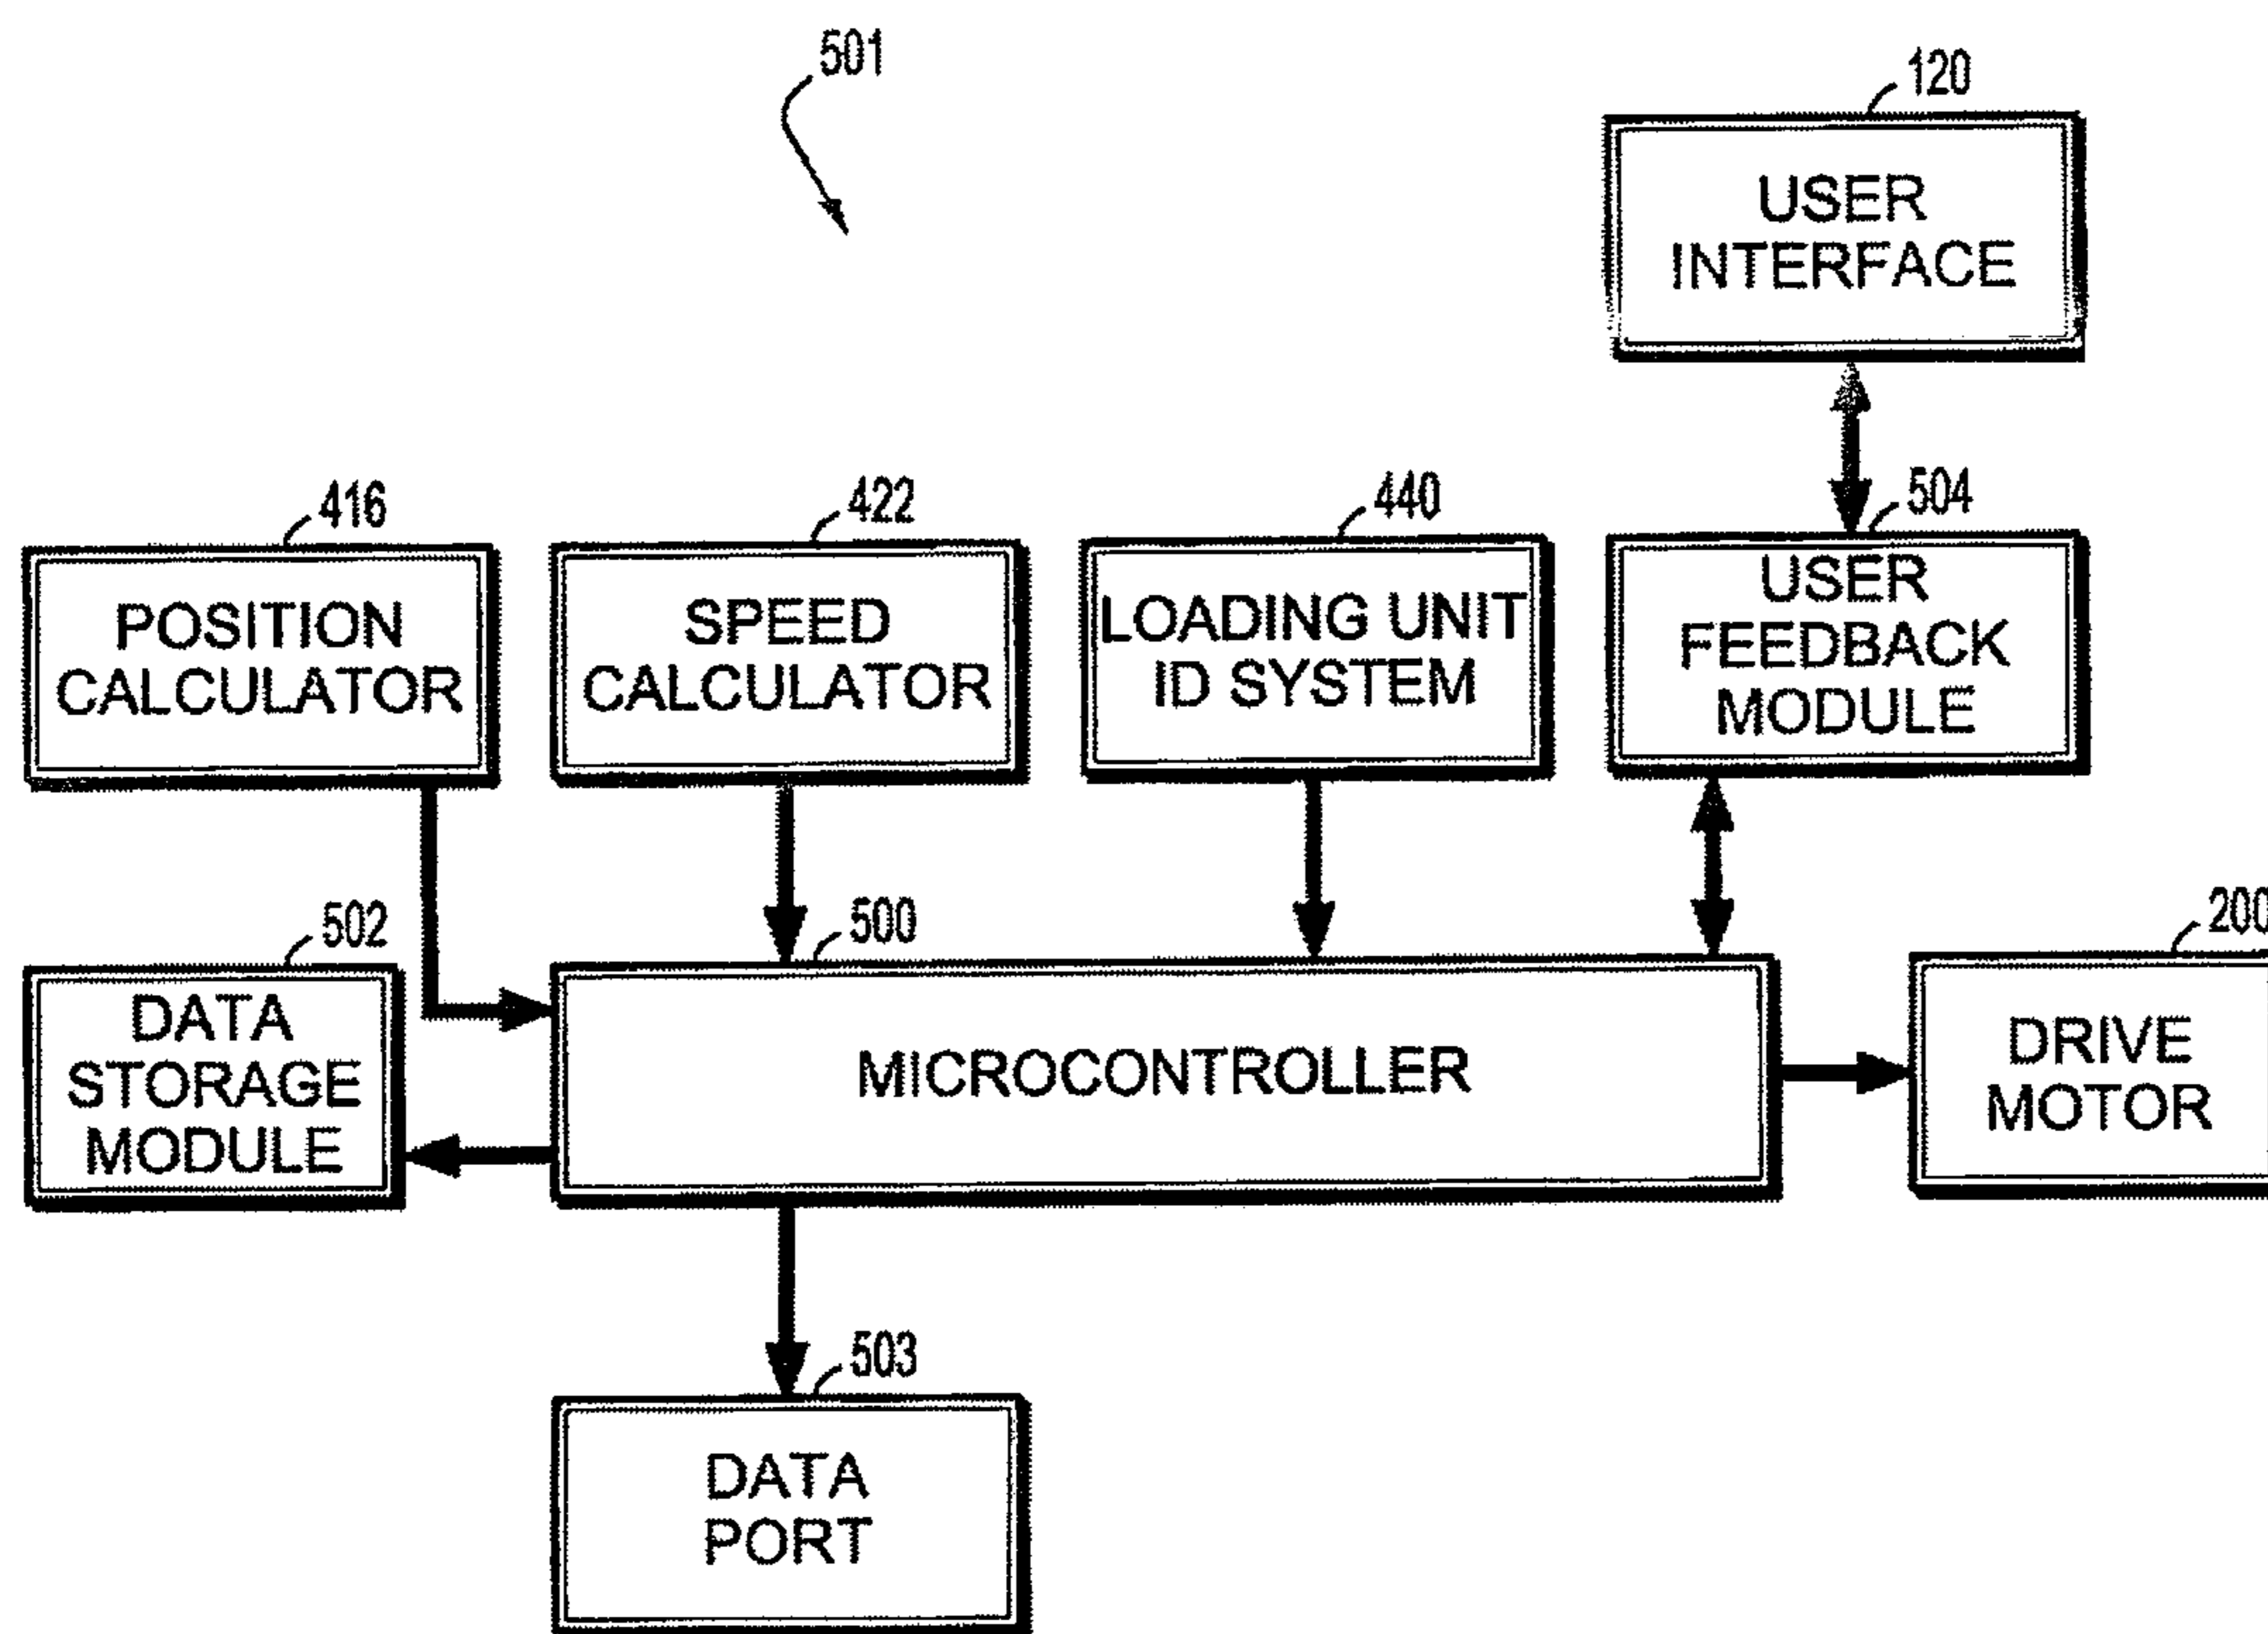 501
120
USER
INTERFACE
416
422
440
504
POSITION
CALCULATOR
SPEED
CALCULATOR
LOADING UNIT
ID SYSTEM
USER
FEEDBACK
MODULE
502
500
200
DATA
STORAGE
MODULE
MICROCONTROLLER
DRIVE
MOTOR
503
DATA
PORT